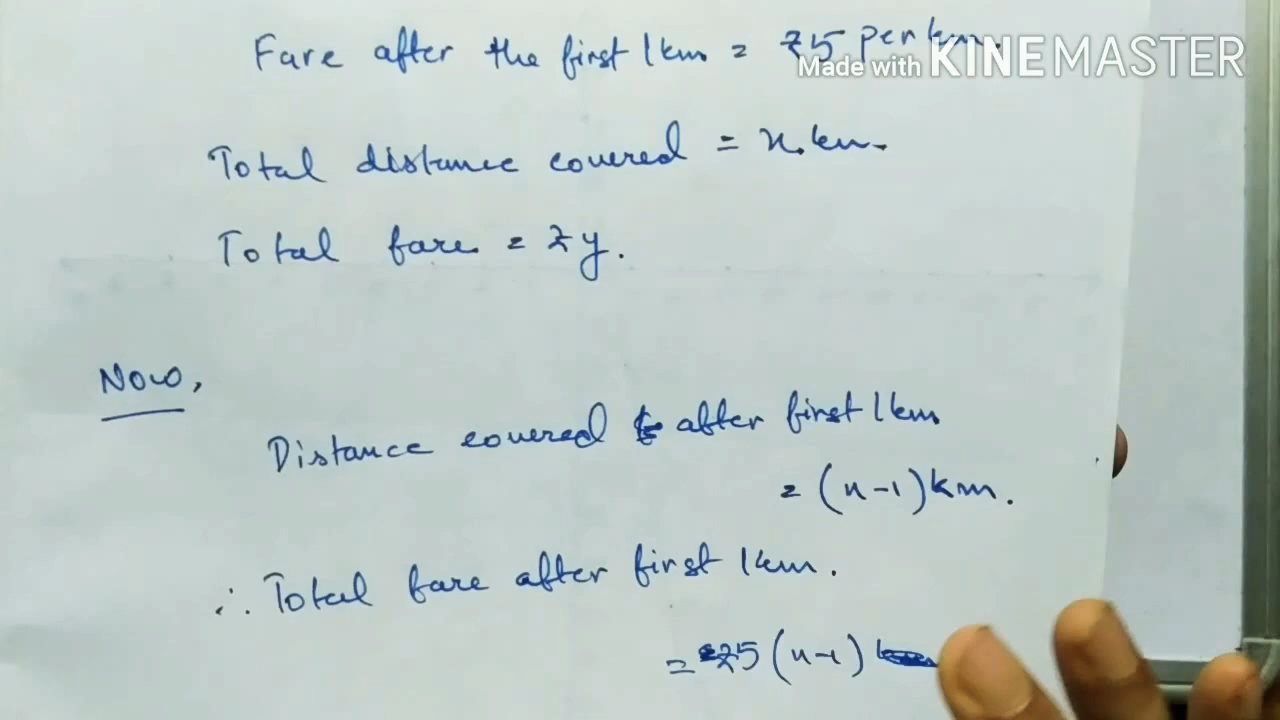 Fare after the first 1km = ₹5 per km.
Made with KINEMASTER
Total distance covered = x km.
Total fare = ₹y.
Now,
Distance covered after first 1km
= (x-1) km.
∴ Total fare after first 1km.
= ₹5 (x-1)